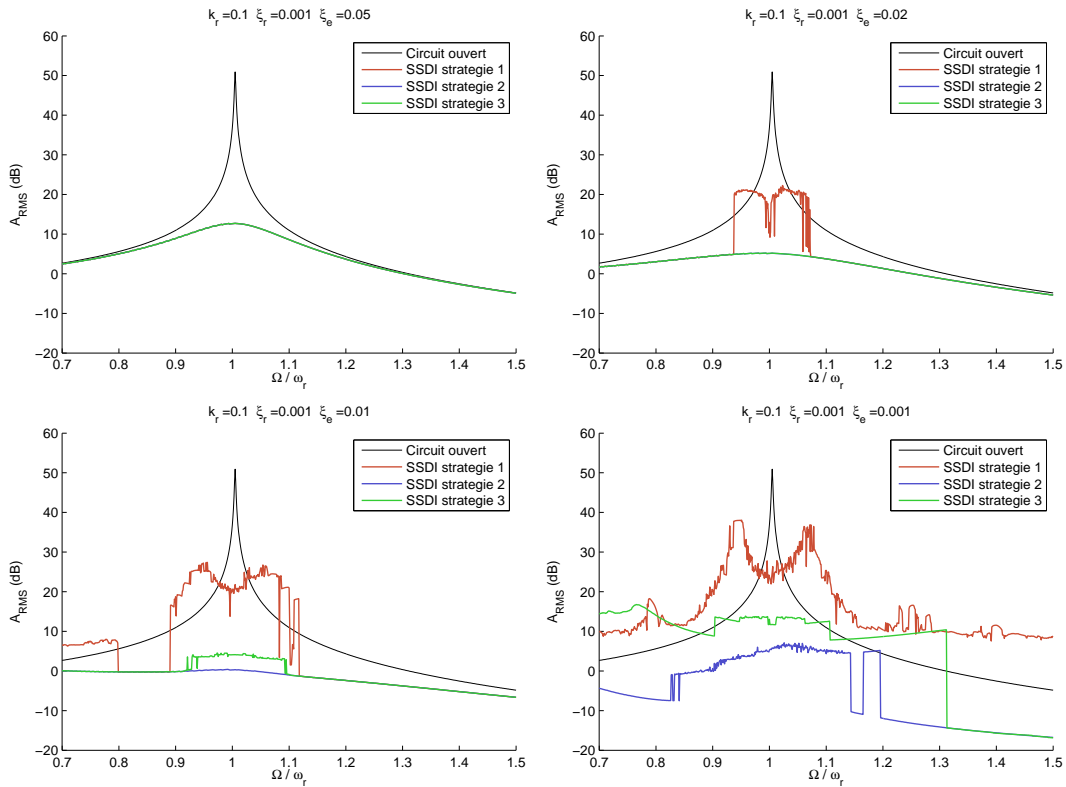 k_r =0.1 ξ_r =0.001 ξ_e =0.05
60
50
40
30
20
10
0
−10
−20
A_RMS (dB)
0.7 0.8 0.9 1 1.1 1.2 1.3 1.4 1.5
Ω / ω_r
Circuit ouvert
SSDI strategie 1
SSDI strategie 2
SSDI strategie 3
k_r =0.1 ξ_r =0.001 ξ_e =0.02
60
50
40
30
20
10
0
−10
−20
A_RMS (dB)
0.7 0.8 0.9 1 1.1 1.2 1.3 1.4 1.5
Ω / ω_r
Circuit ouvert
SSDI strategie 1
SSDI strategie 2
SSDI strategie 3
k_r =0.1 ξ_r =0.001 ξ_e =0.01
60
50
40
30
20
10
0
−10
−20
A_RMS (dB)
0.7 0.8 0.9 1 1.1 1.2 1.3 1.4 1.5
Ω / ω_r
Circuit ouvert
SSDI strategie 1
SSDI strategie 2
SSDI strategie 3
k_r =0.1 ξ_r =0.001 ξ_e =0.001
60
50
40
30
20
10
0
−10
−20
A_RMS (dB)
0.7 0.8 0.9 1 1.1 1.2 1.3 1.4 1.5
Ω / ω_r
Circuit ouvert
SSDI strategie 1
SSDI strategie 2
SSDI strategie 3